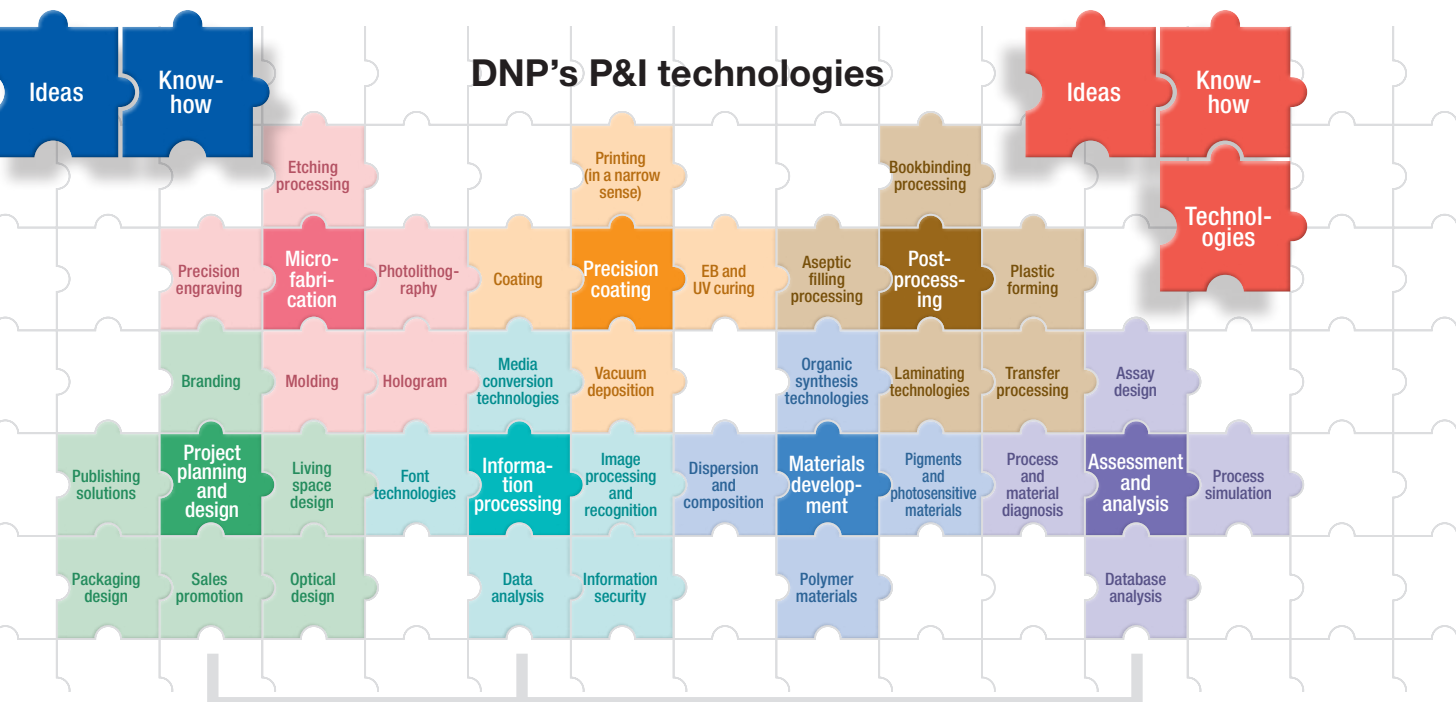 DNP's P&I technologies
Ideas
Know-
how
Ideas
Know-
how
Technol-
ogies
Etching
processing
Printing
(in a narrow
sense)
Bookbinding
processing
Precision
engraving
Micro-
fabri-
cation
Photolithog-
raphy
Coating
Precision
coating
EB and
UV curing
Aseptic
filling
processing
Post-
process-
ing
Plastic
forming
Branding
Molding
Hologram
Media
conversion
technologies
Vacuum
deposition
Organic
synthesis
technologies
Laminating
technologies
Transfer
processing
Assay
design
Publishing
solutions
Project
planning
and
design
Living
space
design
Font
technologies
Informa-
tion
processing
Image
processing
and
recognition
Dispersion
and
composition
Materials
develop-
ment
Pigments
and
photosensitive
materials
Process
and
material
diagnosis
Assessment
and
analysis
Process
simulation
Packaging
design
Sales
promotion
Optical
design
Data
analysis
Information
security
Polymer
materials
Database
analysis